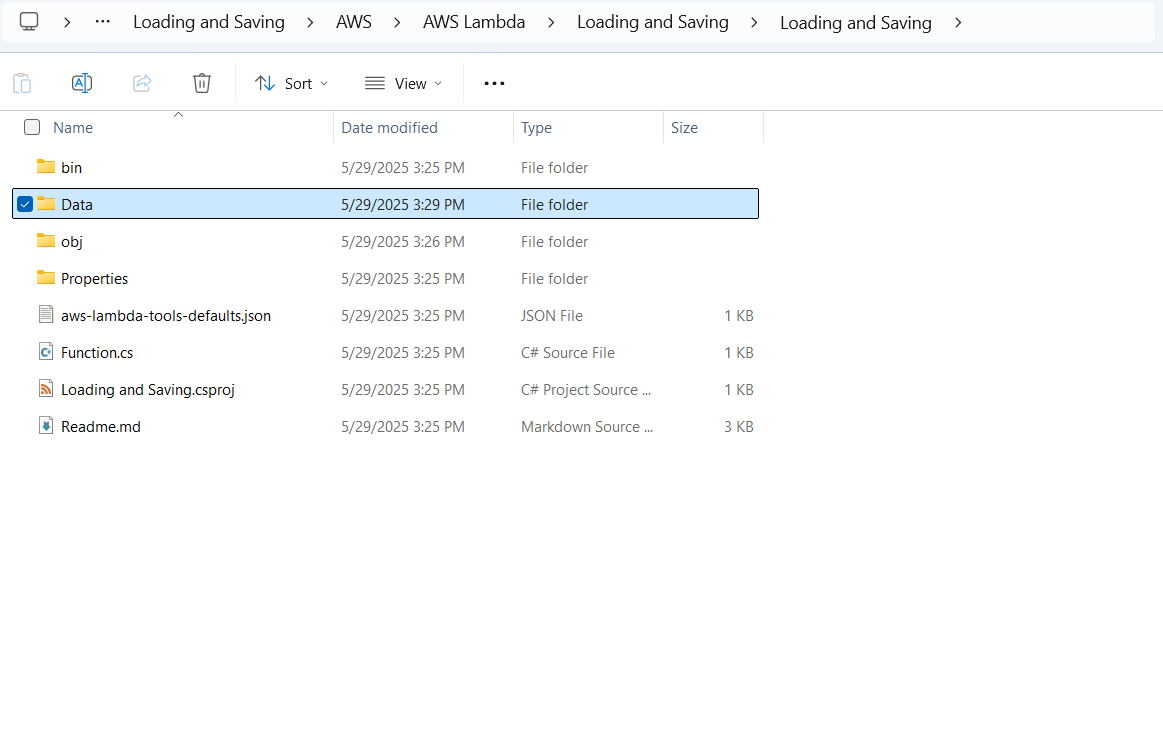 Loading and Saving > AWS > AWS Lambda > Loading and Saving > Loading and Saving >
Sort View
Name Date modified Type Size
bin 5/29/2025 3:25 PM File folder
Data 5/29/2025 3:29 PM File folder
obj 5/29/2025 3:26 PM File folder
Properties 5/29/2025 3:25 PM File folder
aws-lambda-tools-defaults.json 5/29/2025 3:25 PM JSON File 1 KB
Function.cs 5/29/2025 3:25 PM C# Source File 1 KB
Loading and Saving.csproj 5/29/2025 3:25 PM C# Project Source ... 1 KB
Readme.md 5/29/2025 3:25 PM Markdown Source ... 3 KB